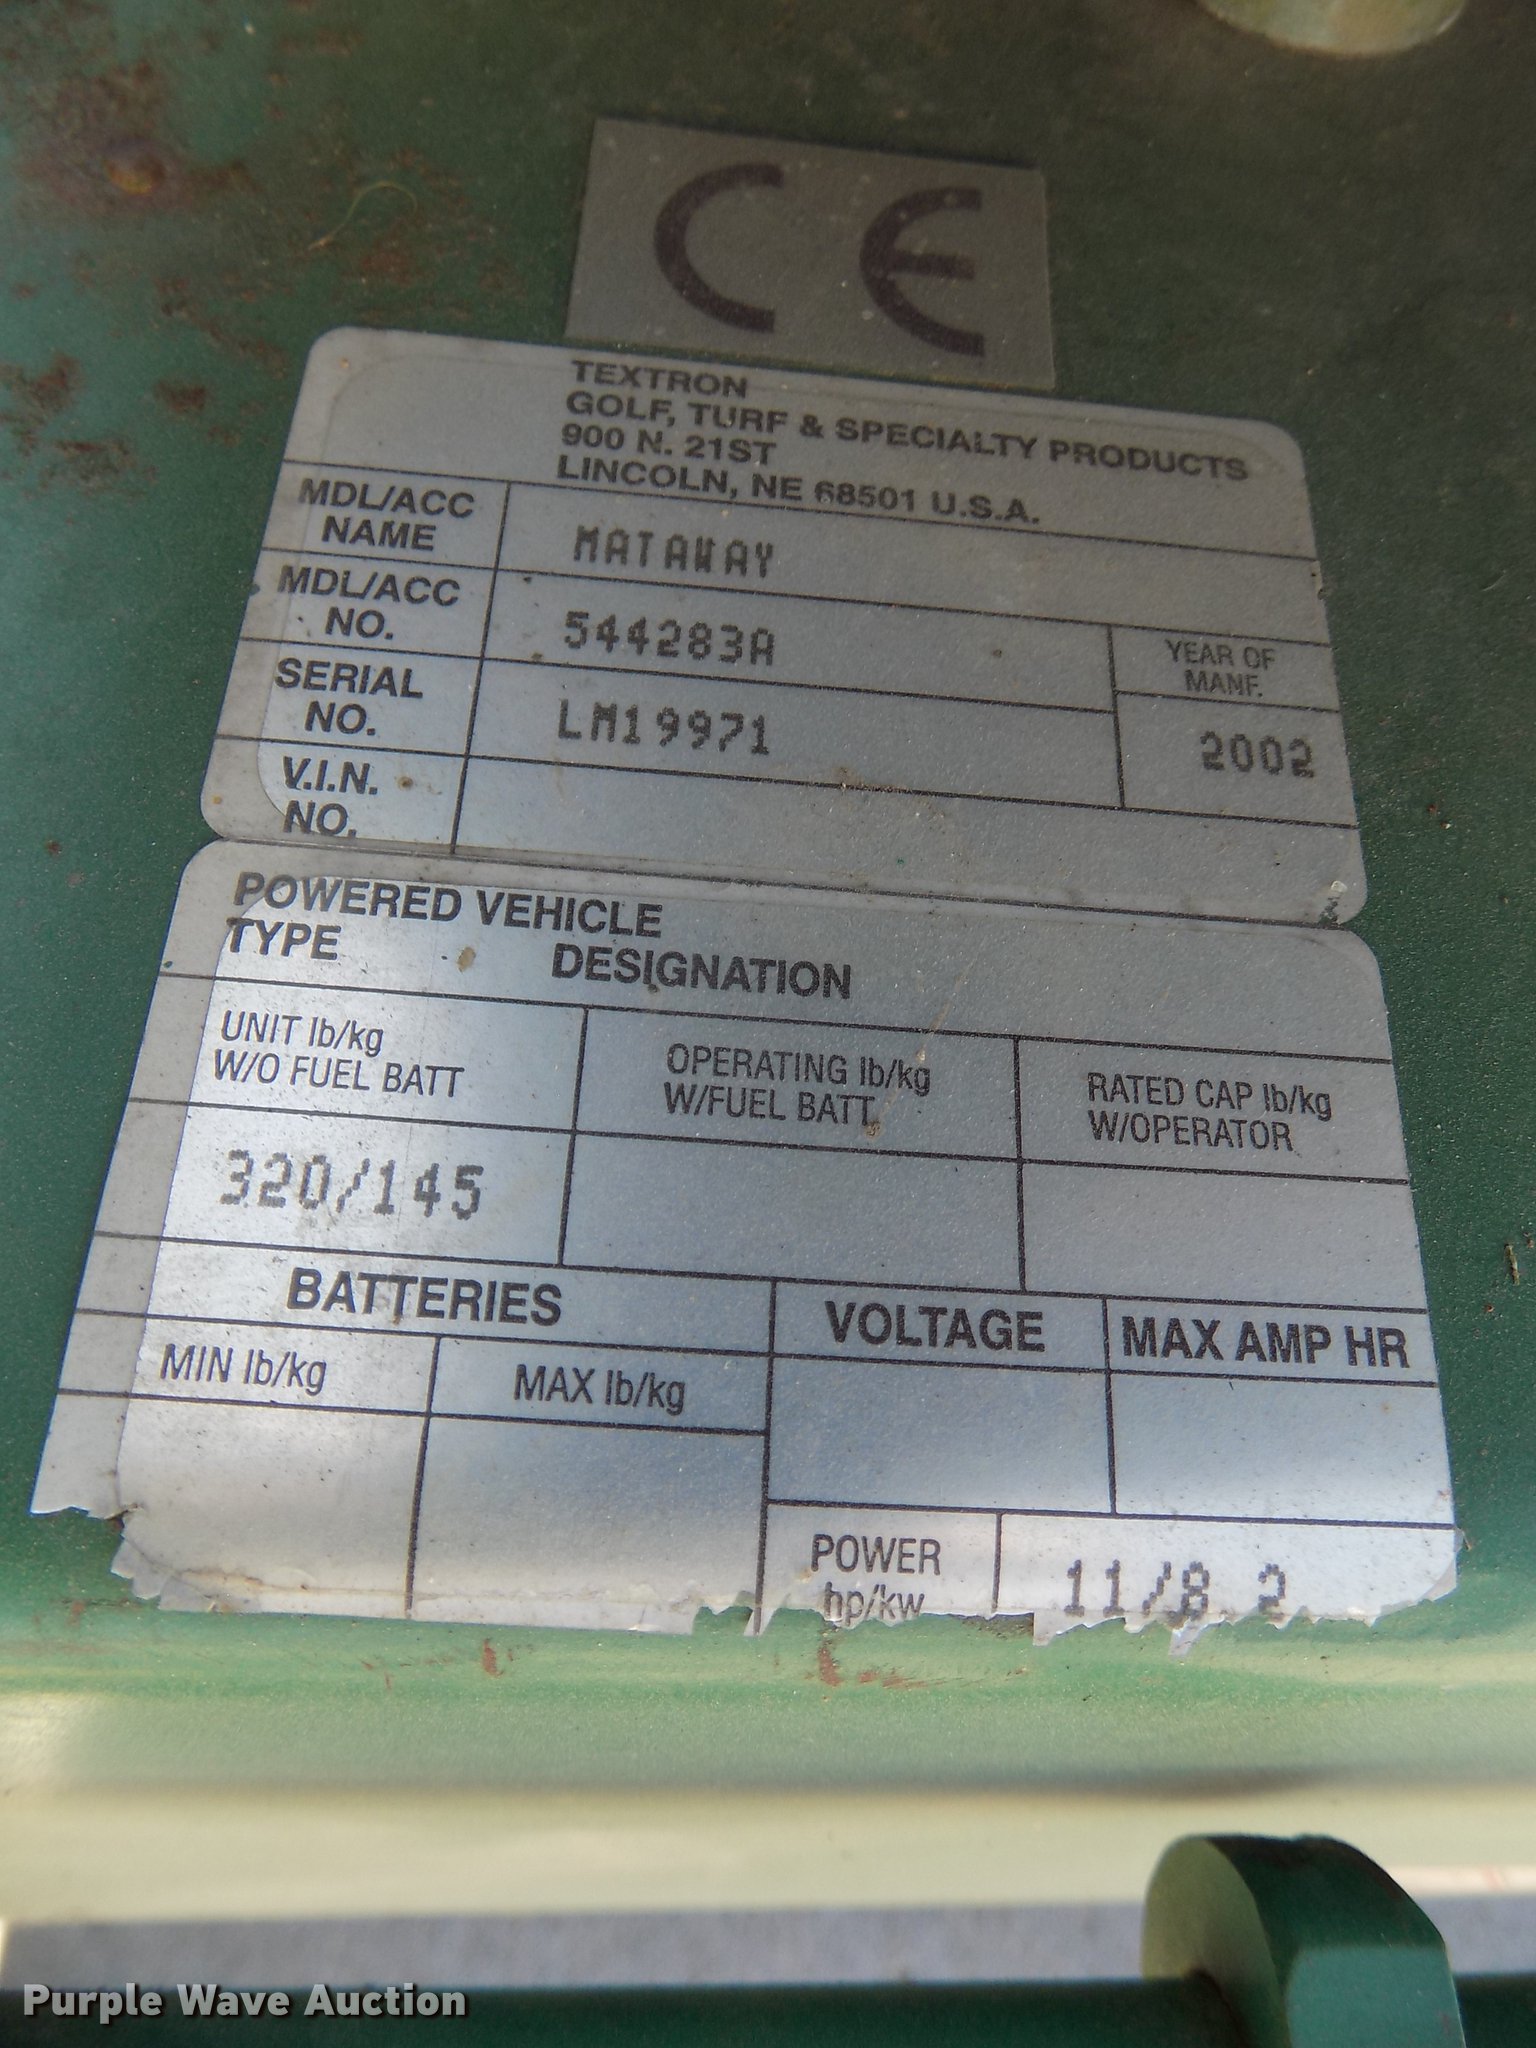 CE
TEXTRON
GOLF, TURF & SPECIALTY PRODUCTS
900 N. 21ST
LINCOLN, NE 68501 U.S.A.
MDL/ACC
NAME
MATAWAY
MDL/ACC
NO.
544283A
YEAR OF
MANF.
SERIAL
NO.
LM19971
2002
V.I.N.
NO.
POWERED VEHICLE
TYPE DESIGNATION
UNIT lb/kg
W/O FUEL BATT
OPERATING lb/kg
W/FUEL BATT.
RATED CAP lb/kg
W/OPERATOR
320/145
BATTERIES
VOLTAGE
MAX AMP HR
MIN lb/kg
MAX lb/kg
POWER
hp/kw
11/8 2
Purple Wave Auction